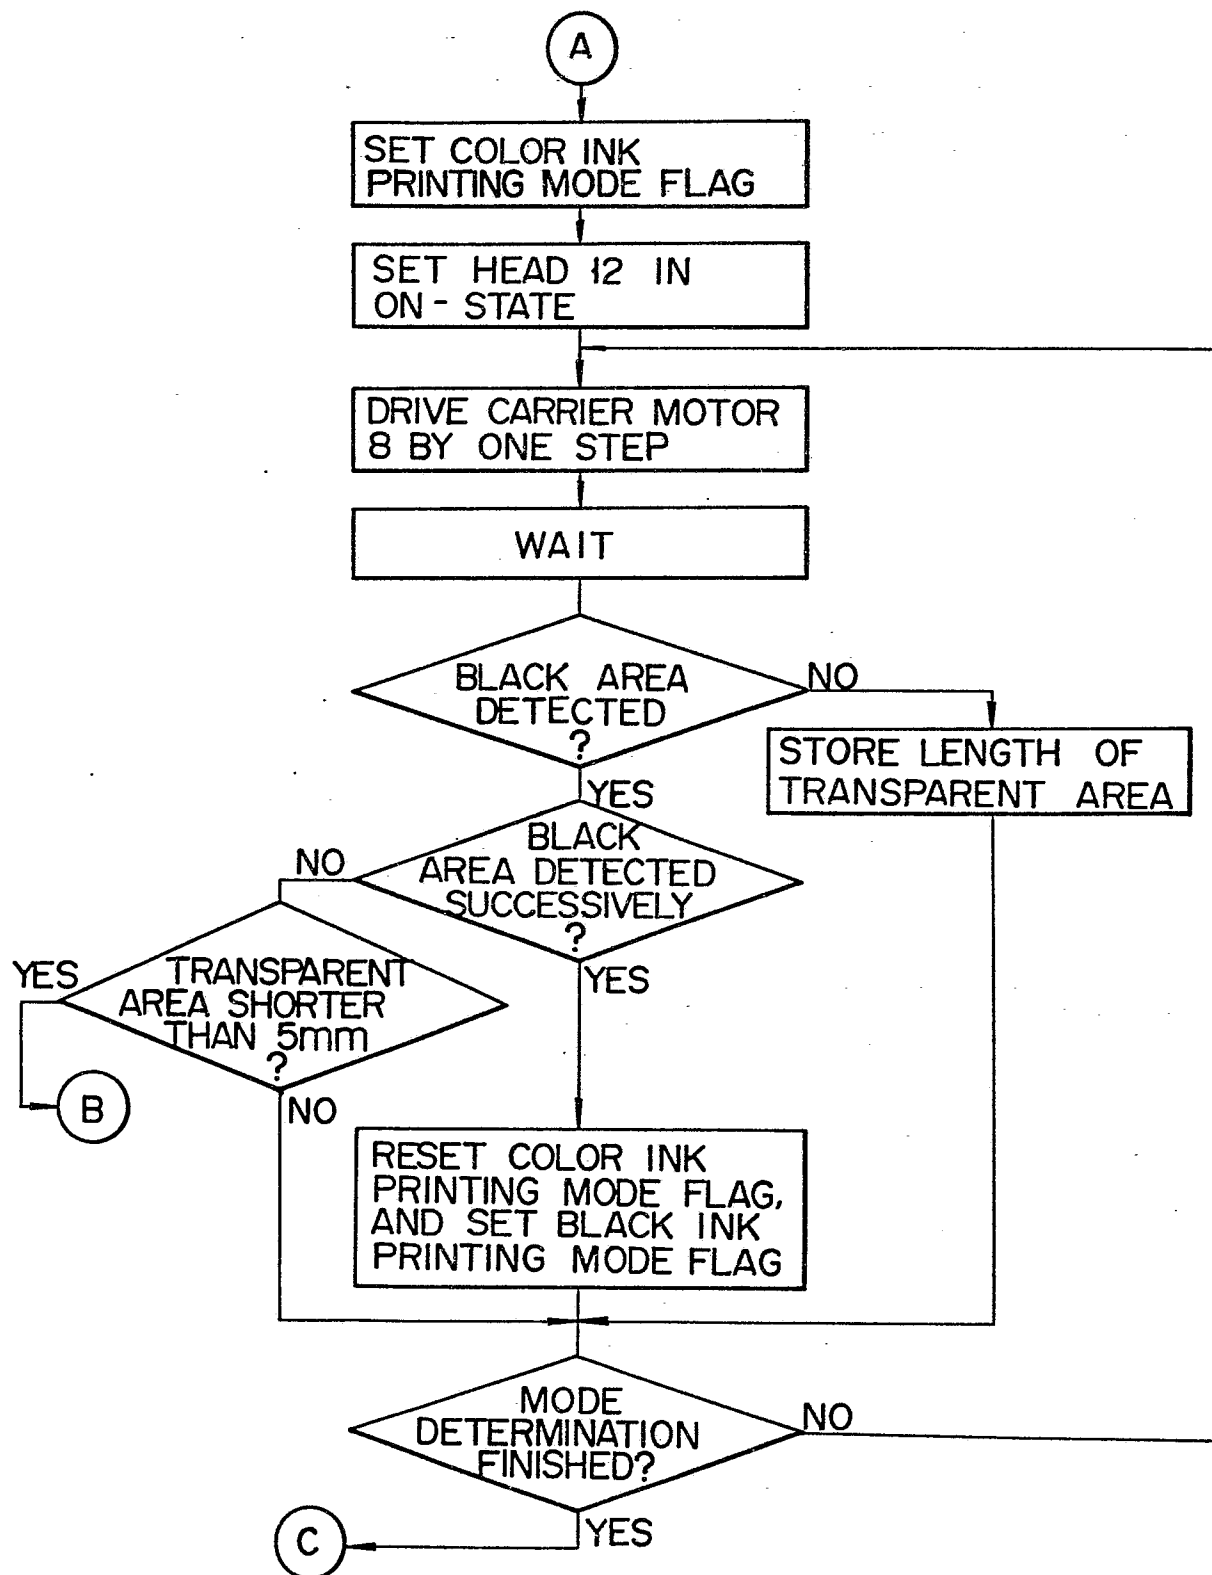 A
SET COLOR INK
PRINTING MODE FLAG
SET HEAD 12 IN
ON-STATE
DRIVE CARRIER MOTOR
8 BY ONE STEP
WAIT
BLACK AREA
DETECTED
?
NO
STORE LENGTH OF
TRANSPARENT AREA
YES
BLACK
AREA DETECTED
SUCCESSIVELY
?
NO
YES
TRANSPARENT
AREA SHORTER
THAN 5mm
?
YES
B
NO
RESET COLOR INK
PRINTING MODE FLAG,
AND SET BLACK INK
PRINTING MODE FLAG
MODE
DETERMINATION
FINISHED?
NO
YES
C